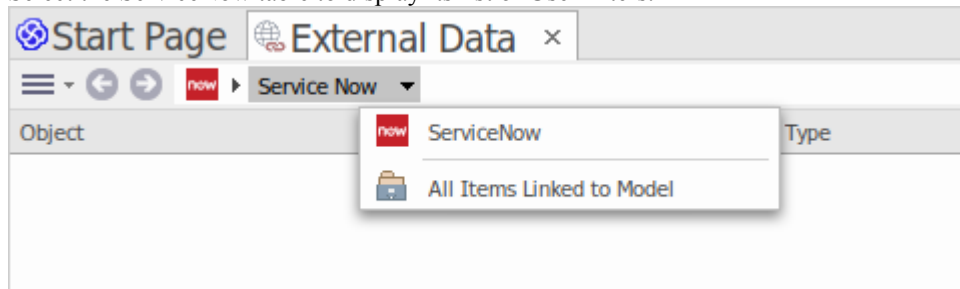 Start Page External Data ×
now Service Now
Object Type
now ServiceNow
All Items Linked to Model